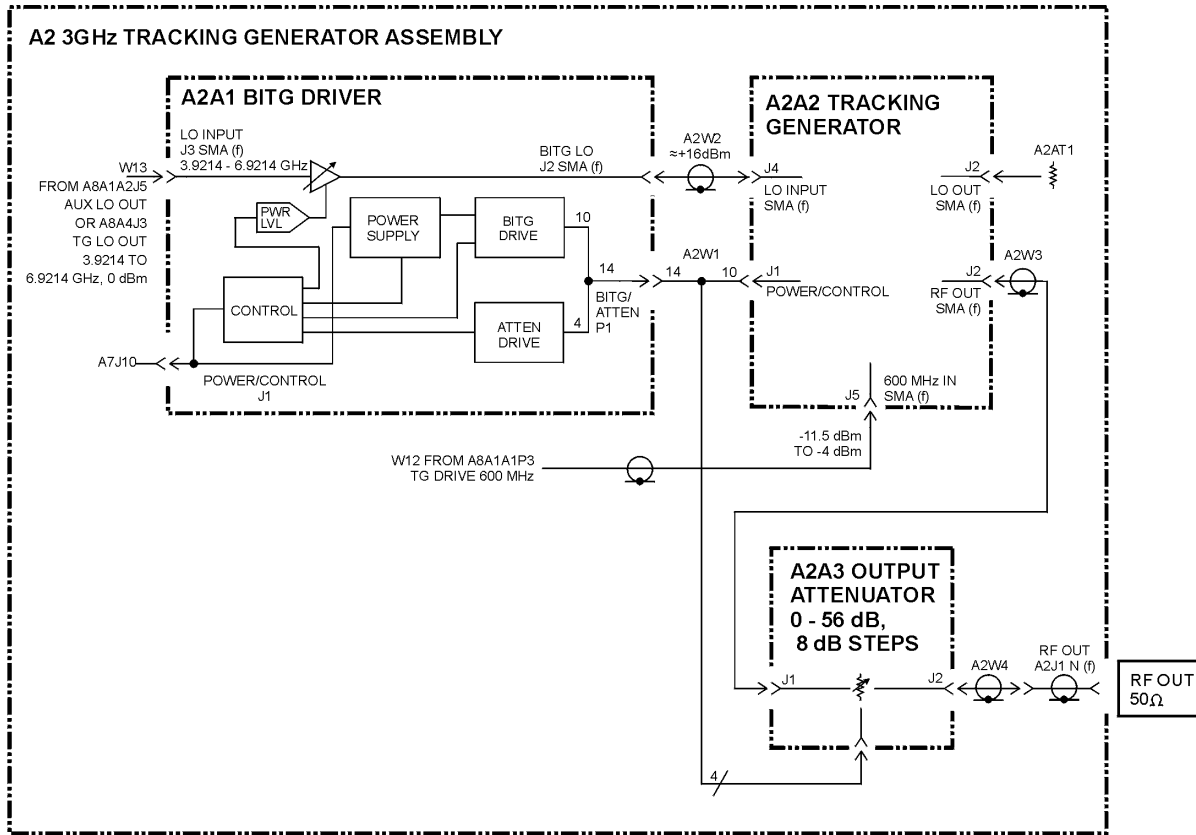 A2 3GHz TRACKING GENERATOR ASSEMBLY
A2A1 BITG DRIVER
LO INPUT
J3 SMA (f)
3.9214 - 6.9214 GHz
W13
FROM A8A1A2J5
AUX LO OUT
OR A8A4J3
TG LO OUT
3.9214 TO
6.9214 GHz, 0 dBm
PWR
LVL
POWER
SUPPLY
BITG
DRIVE
CONTROL
ATTEN
DRIVE
BITG LO
J2 SMA (f)
10
14
4
BITG/
ATTEN
P1
A7J10
POWER/CONTROL
J1
A2W2
≈+16dBm
A2W1
14
10
A2A2 TRACKING
GENERATOR
J4
LO INPUT
SMA (f)
J2
LO OUT
SMA (f)
A2AT1
J1
POWER/CONTROL
J2
RF OUT
SMA (f)
A2W3
J5
600 MHz IN
SMA (f)
-11.5 dBm
TO -4 dBm
W12 FROM A8A1A1P3
TG DRIVE 600 MHz
A2A3 OUTPUT
ATTENUATOR
0 - 56 dB,
8 dB STEPS
J1
J2
A2W4
RF OUT
A2J1 N (f)
RF OUT
50Ω
4